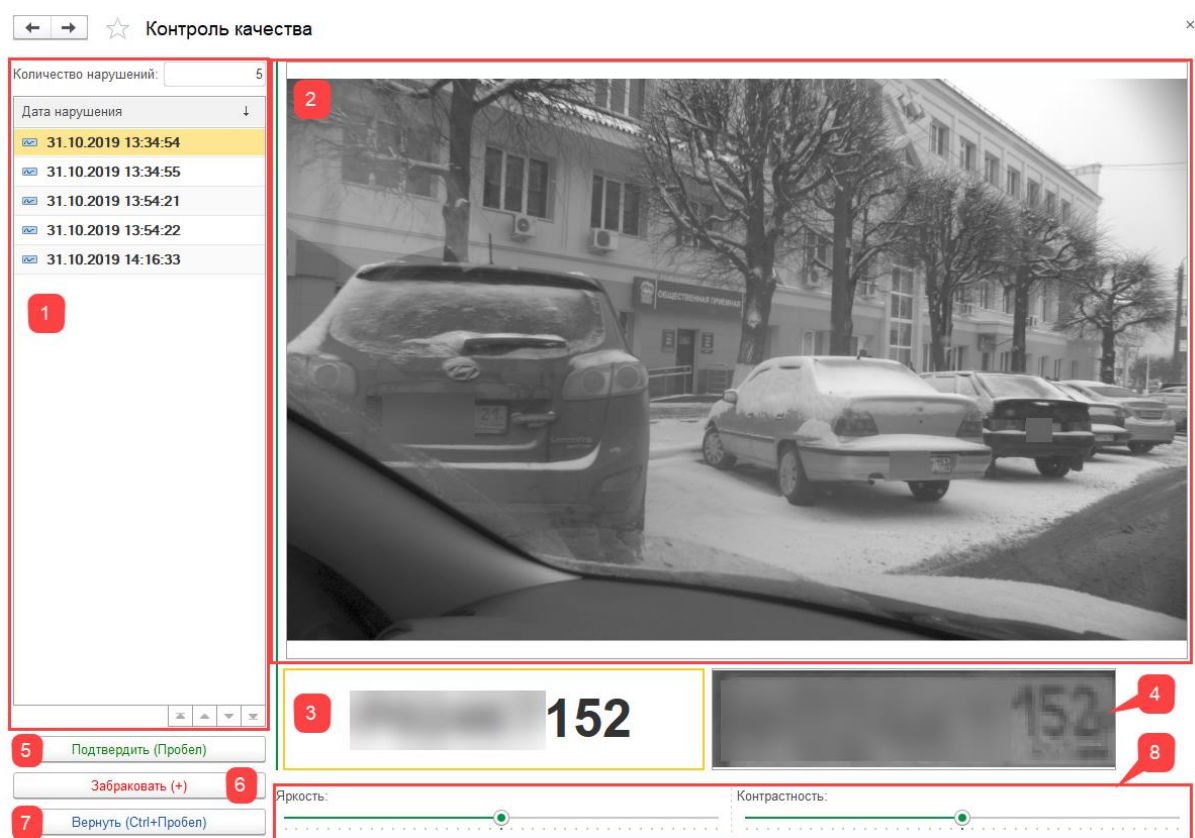 Контроль качества
Количество нарушений: 5
Дата нарушения ↓
31.10.2019 13:34:54
31.10.2019 13:34:55
31.10.2019 13:54:21
31.10.2019 13:54:22
31.10.2019 14:16:33
1
2
ОБЩЕСТВЕННАЯ ПРИЕМНАЯ
21
152
3
152
152
4
5
Подтвердить (Пробел)
Забраковать (+)
6
7
Вернуть (Ctrl+Пробел)
8
Яркость:
Контрастность: